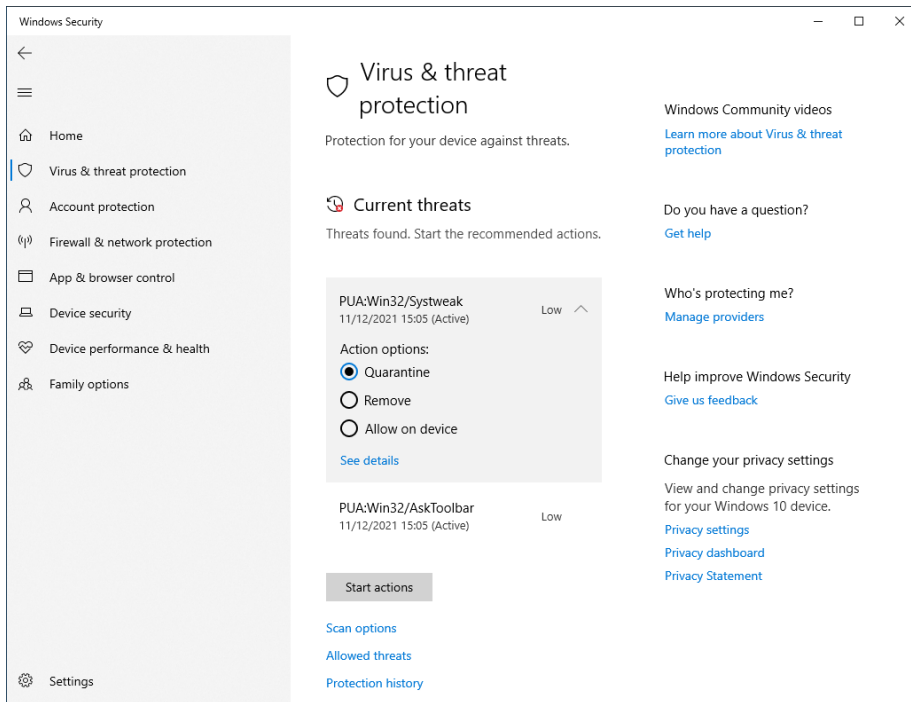 Windows Security
Home
Virus & threat protection
Account protection
Firewall & network protection
App & browser control
Device security
Device performance & health
Family options
Settings
Virus & threat
protection
Protection for your device against threats.
Current threats
Threats found. Start the recommended actions.
PUA:Win32/Systweak
11/12/2021 15:05 (Active)
Low
Action options:
Quarantine
Remove
Allow on device
See details
PUA:Win32/AskToolbar
11/12/2021 15:05 (Active)
Low
Start actions
Scan options
Allowed threats
Protection history
Windows Community videos
Learn more about Virus & threat
protection
Do you have a question?
Get help
Who's protecting me?
Manage providers
Help improve Windows Security
Give us feedback
Change your privacy settings
View and change privacy settings
for your Windows 10 device.
Privacy settings
Privacy dashboard
Privacy Statement